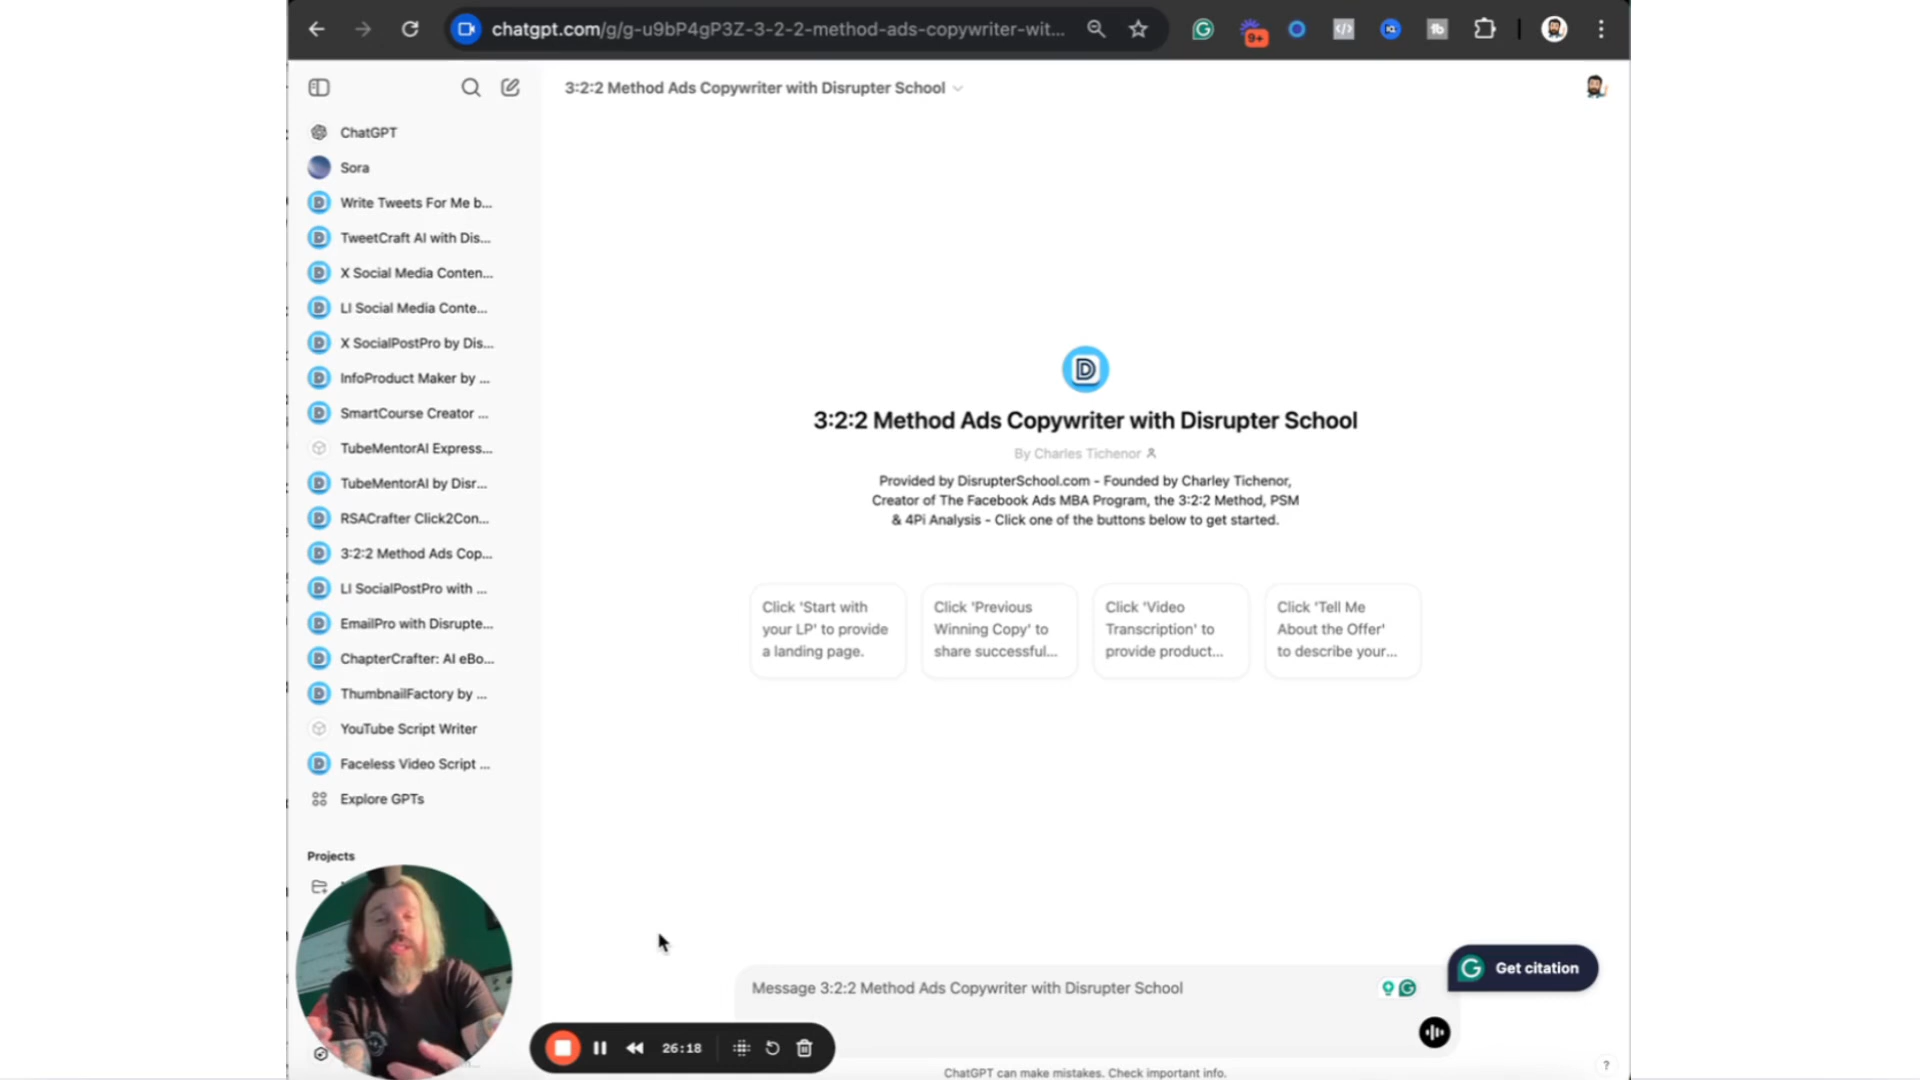 chatgpt.com/g/g-u9bP4gP3Z-3-2-2-method-ads-copywriter-wit...
9+
3:2:2 Method Ads Copywriter with Disrupter School
ChatGPT
Sora
Write Tweets For Me b...
TweetCraft AI with Dis...
X Social Media Conten...
LI Social Media Conte...
X SocialPostPro by Dis...
InfoProduct Maker by ...
SmartCourse Creator ...
TubeMentorAI Express...
TubeMentorAI by Disr...
RSACrafter Click2Con...
3:2:2 Method Ads Cop...
LI SocialPostPro with ...
EmailPro with Disrupte...
ChapterCrafter: AI eBo...
ThumbnailFactory by ...
YouTube Script Writer
Faceless Video Script ...
Explore GPTs
Projects
D
3:2:2 Method Ads Copywriter with Disrupter School
By Charles Tichenor
Provided by DisrupterSchool.com - Founded by Charley Tichenor,
Creator of The Facebook Ads MBA Program, the 3:2:2 Method, PSM
& 4Pi Analysis - Click one of the buttons below to get started.
Click 'Start with
your LP' to provide
a landing page.
Click 'Previous
Winning Copy' to
share successful...
Click 'Video
Transcription' to
provide product...
Click 'Tell Me
About the Offer'
to describe your...
Get citation
Message 3:2:2 Method Ads Copywriter with Disrupter School
26:18
ChatGPT can make mistakes. Check important info.
?